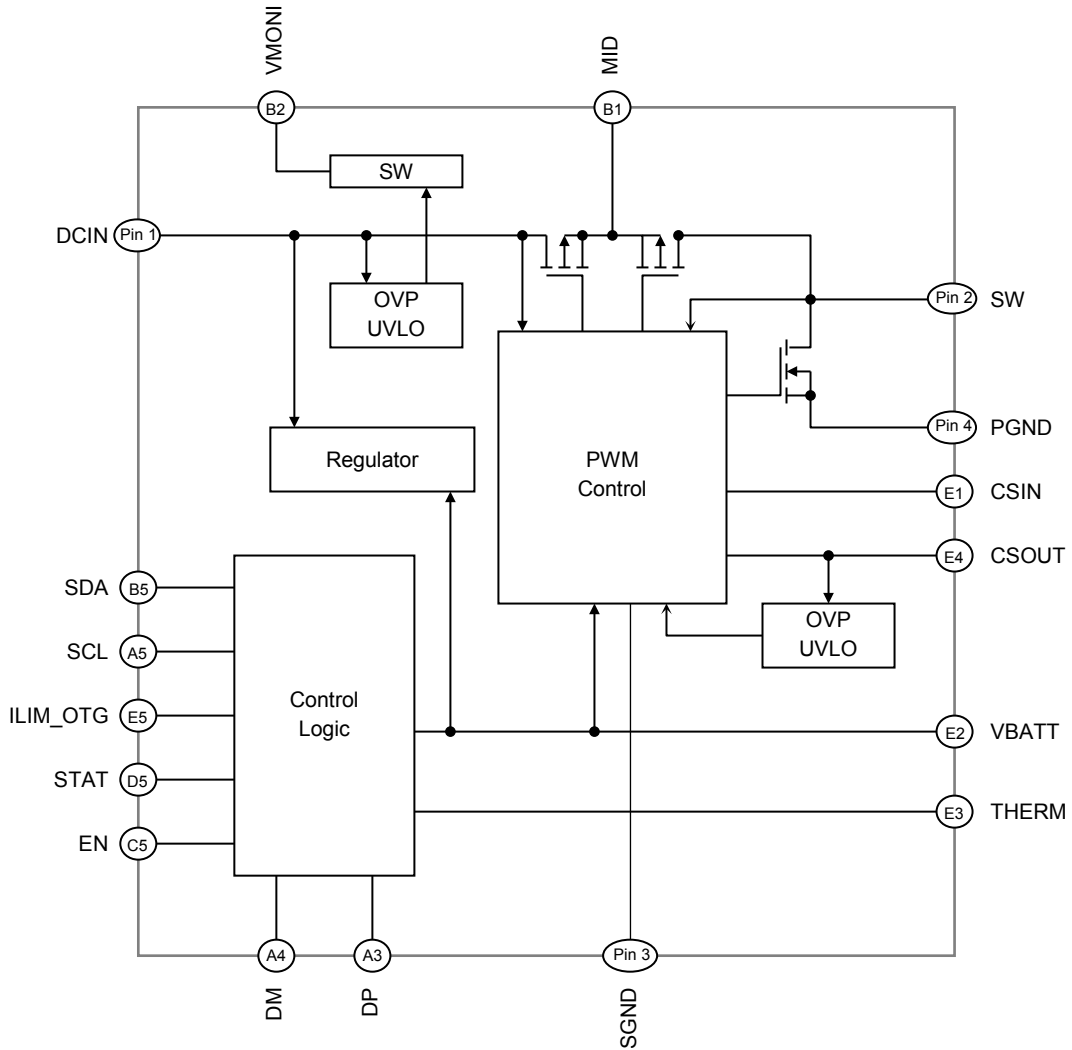 VMONI
MID
B2
B1
SW
DCIN
Pin 1
OVP
UVLO
Pin 2
SW
Pin 4
PGND
Regulator
PWM
Control
E1
CSIN
E4
CSOUT
SDA
B5
OVP
UVLO
SCL
A5
ILIM_OTG
E5
Control
Logic
E2
VBATT
STAT
D5
E3
THERM
EN
C5
A4
A3
Pin 3
DM
DP
SGND